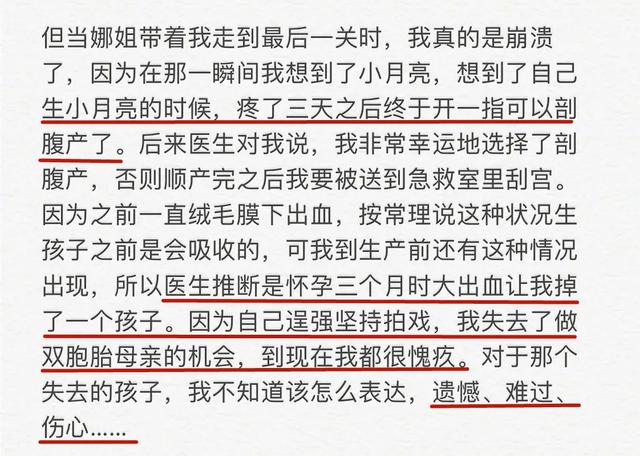 但当娜姐带着我走到最后一关时，我真的是崩溃
了，因为在那一瞬间我想到了小月亮，想到了自己
生小月亮的时候，疼了三天之后终于开一指可以剖
腹产了。后来医生对我说，我非常幸运地选择了剖
腹产，否则顺产完之后我要被送到急救室里刮宫。
因为之前一直绒毛膜下出血，按常理说这种状况生
孩子之前是会吸收的，可我到生产前还有这种情况
出现，所以医生推断是怀孕三个月时大出血让我掉
了一个孩子。因为自己逞强坚持拍戏，我失去了做
双胞胎母亲的机会，到现在我都很愧疚。对于那个
失去的孩子，我不知道该怎么表达，遗憾、难过、
伤心……